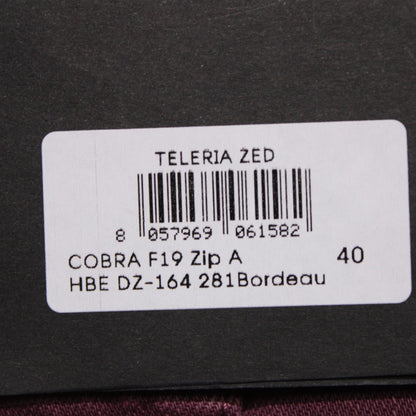 TELERIA ZED
8 057969 061582
COBRA F19 Zip A 40
HBE DZ-164 281Bordeau